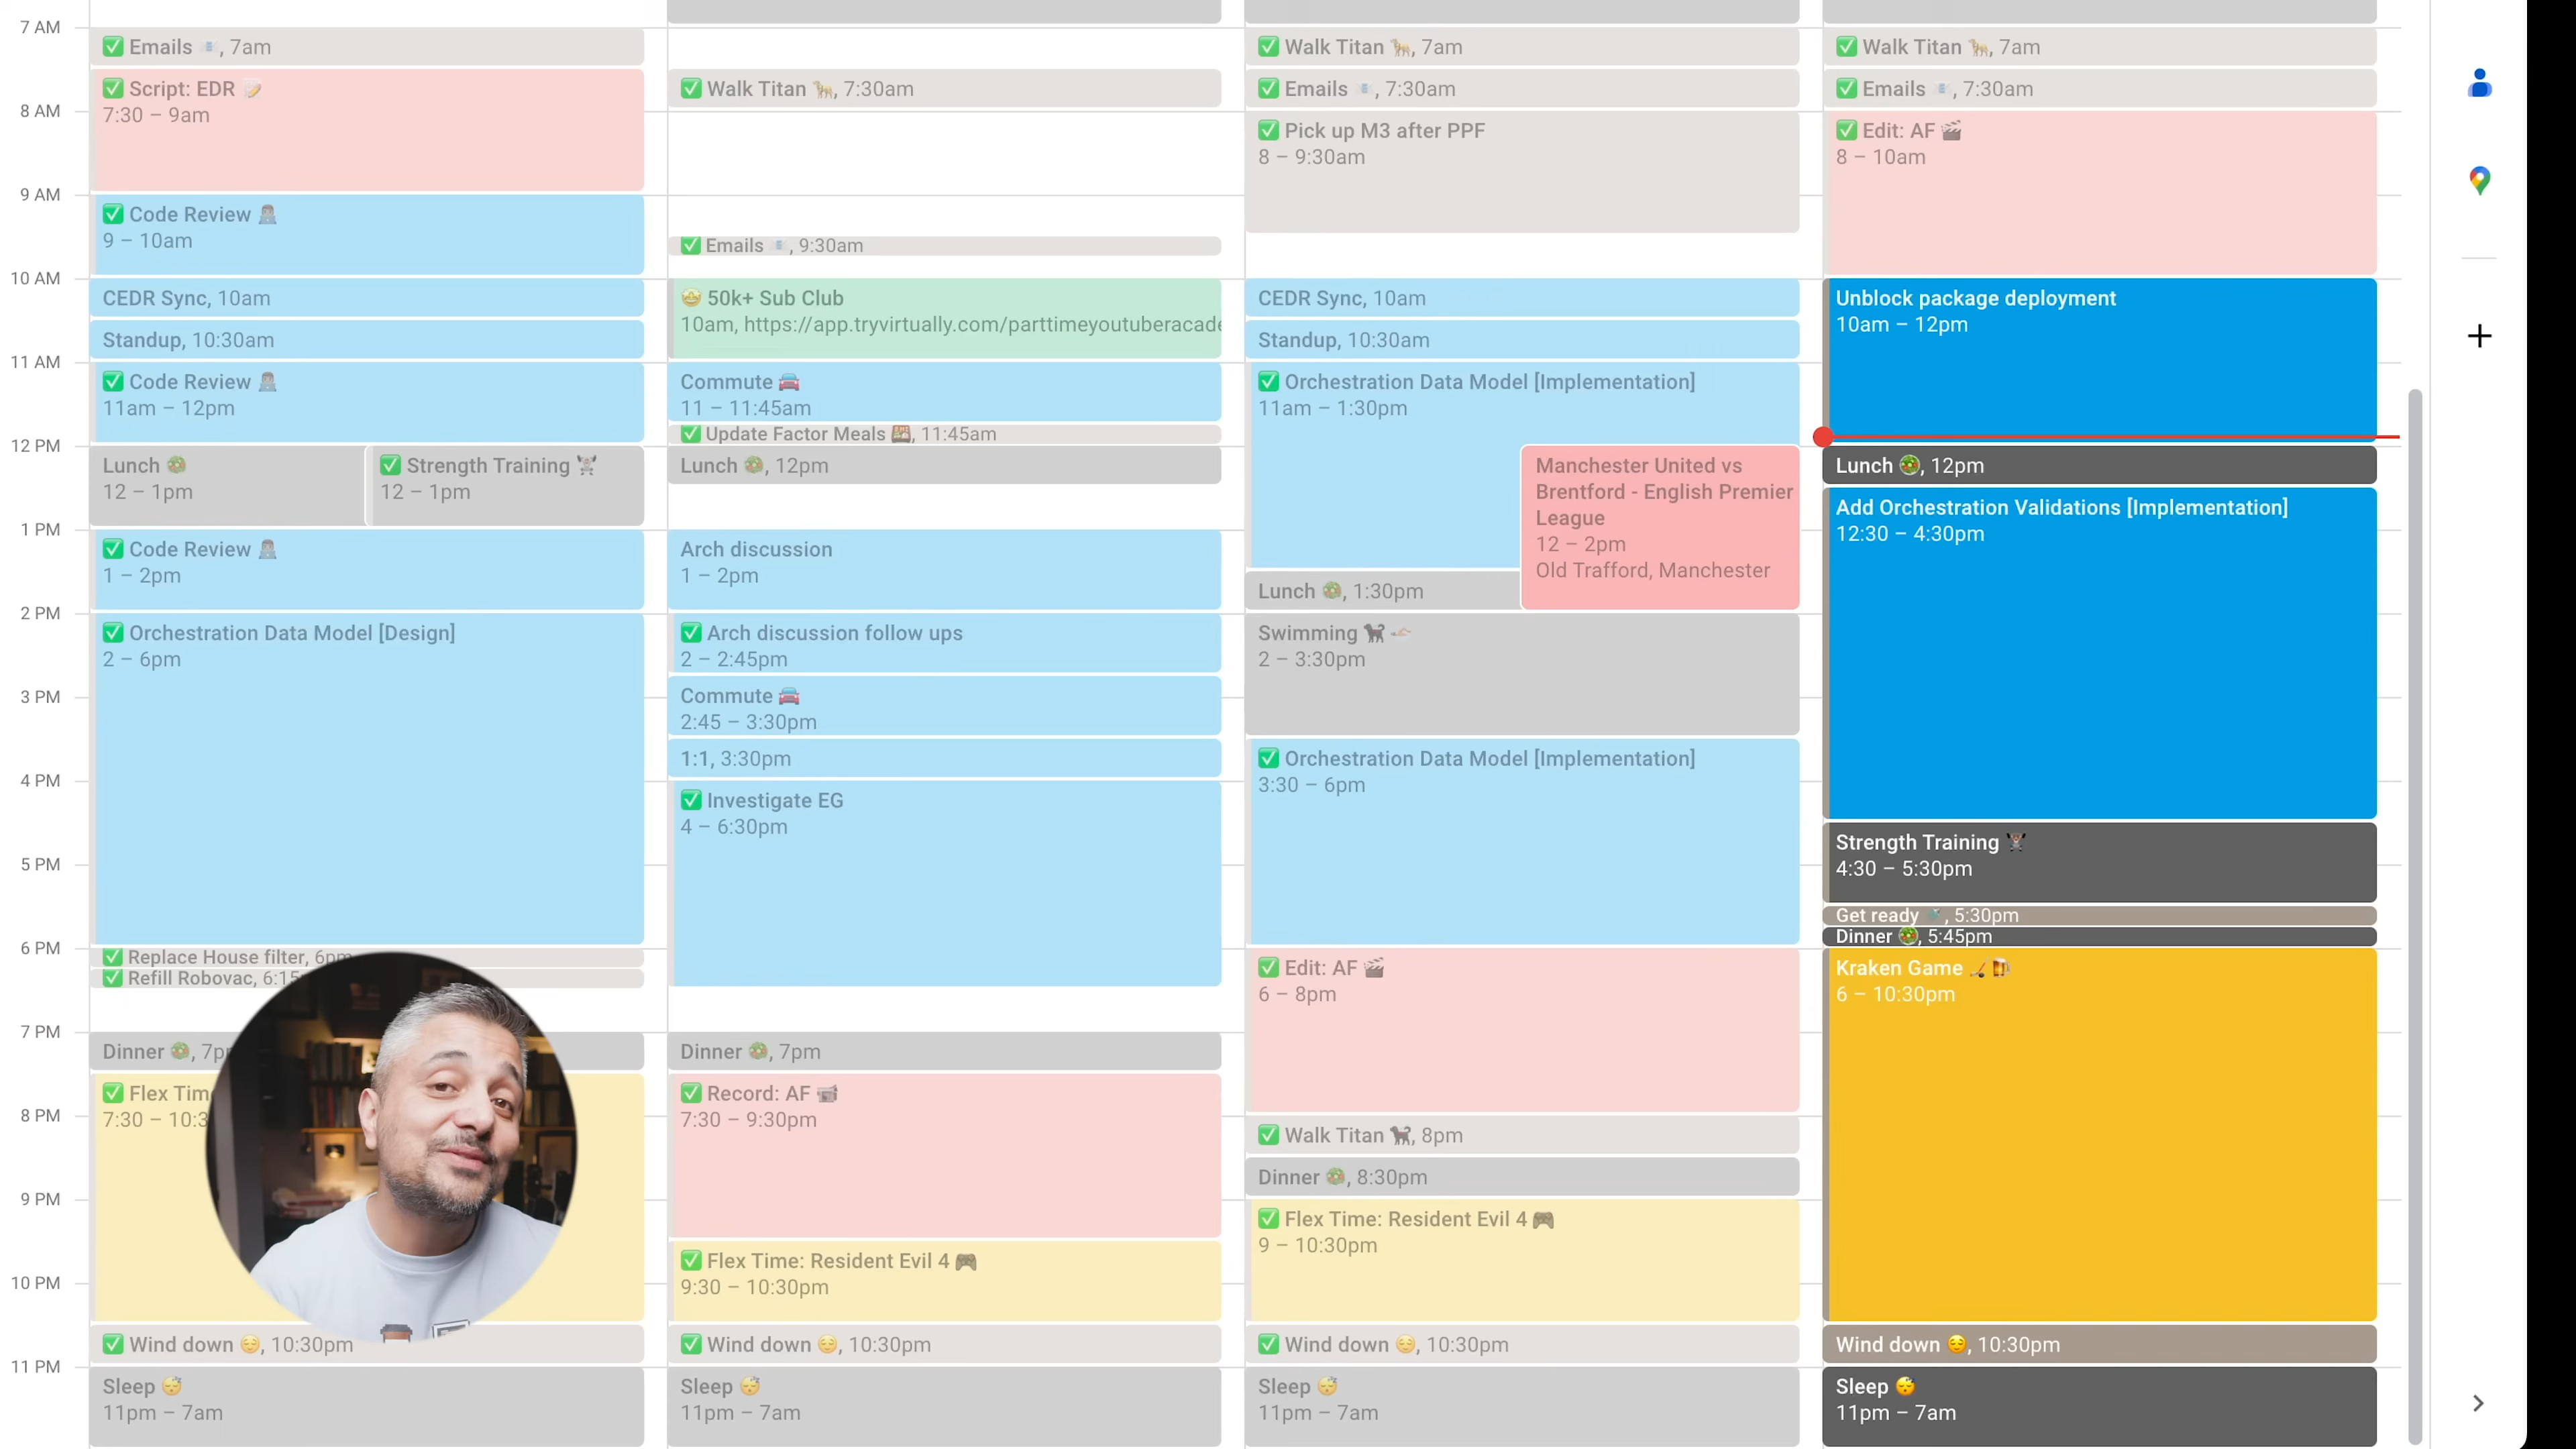 7 AM
8 AM
9 AM
10 AM
11 AM
12 PM
1 PM
2 PM
3 PM
4 PM
5 PM
6 PM
7 PM
8 PM
9 PM
10 PM
11 PM
✅ Emails 📧, 7am
✅ Script: EDR 📝
7:30 – 9am
✅ Code Review 👨‍💻
9 – 10am
CEDR Sync, 10am
Standup, 10:30am
✅ Code Review 👨‍💻
11am – 12pm
Lunch 🥗
12 – 1pm
✅ Strength Training 🏋️
12 – 1pm
✅ Code Review 👨‍💻
1 – 2pm
✅ Orchestration Data Model [Design]
2 – 6pm
✅ Replace House filter, 6pm
✅ Refill Robovac, 6:15
Dinner 🥗, 7p
✅ Flex Tim
7:30 – 10:3
✅ Wind down 😌, 10:30pm
Sleep 😴
11pm – 7am
✅ Walk Titan 🐕, 7:30am
✅ Emails 📧, 9:30am
🤩 50k+ Sub Club
10am, https://app.tryvirtually.com/parttimeyoutuberacade
Commute 🚘
11 – 11:45am
✅ Update Factor Meals 🍱, 11:45am
Lunch 🥗, 12pm
Arch discussion
1 – 2pm
✅ Arch discussion follow ups
2 – 2:45pm
Commute 🚘
2:45 – 3:30pm
1:1, 3:30pm
✅ Investigate EG
4 – 6:30pm
Dinner 🥗, 7pm
✅ Record: AF 📹
7:30 – 9:30pm
✅ Flex Time: Resident Evil 4 🎮
9:30 – 10:30pm
✅ Wind down 😌, 10:30pm
Sleep 😴
11pm – 7am
✅ Walk Titan 🐕, 7am
✅ Emails 📧, 7:30am
✅ Pick up M3 after PPF
8 – 9:30am
CEDR Sync, 10am
Standup, 10:30am
✅ Orchestration Data Model [Implementation]
11am – 1:30pm
Manchester United vs
Brentford - English Premier
League
12 – 2pm
Old Trafford, Manchester
Lunch 🥗, 1:30pm
Swimming 🐕‍🦺 🏊
2 – 3:30pm
✅ Orchestration Data Model [Implementation]
3:30 – 6pm
✅ Edit: AF 🎬
6 – 8pm
✅ Walk Titan 🐕‍🦺, 8pm
Dinner 🥗, 8:30pm
✅ Flex Time: Resident Evil 4 🎮
9 – 10:30pm
✅ Wind down 😌, 10:30pm
Sleep 😴
11pm – 7am
✅ Walk Titan 🐕, 7am
✅ Emails 📧, 7:30am
✅ Edit: AF 🎬
8 – 10am
Unblock package deployment
10am – 12pm
Lunch 🥗, 12pm
Add Orchestration Validations [Implementation]
12:30 – 4:30pm
Strength Training 🏋️
4:30 – 5:30pm
Get ready 🚿, 5:30pm
Dinner 🥗, 5:45pm
Kraken Game 🏒🍺
6 – 10:30pm
Wind down 😌, 10:30pm
Sleep 😴
11pm – 7am